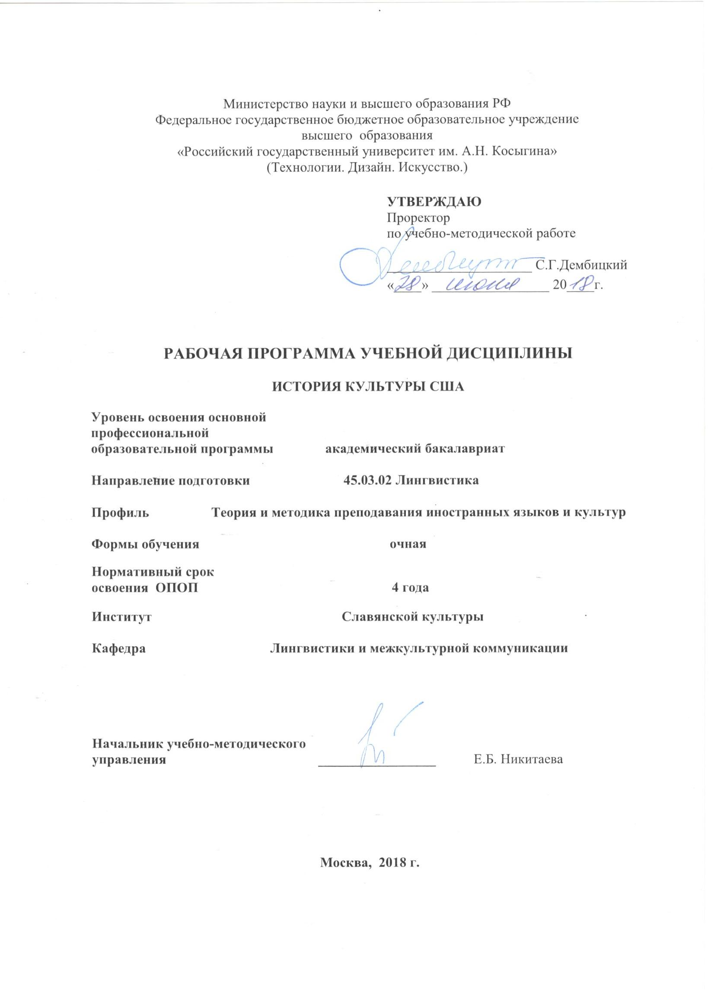 Министерство науки и высшего образования РФ
Федеральное государственное бюджетное образовательное учреждение
высшего образования
«Российский государственный университет им. А.Н. Косыгина»
(Технологии. Дизайн. Искусство.)
УТВЕРЖДАЮ
Проректор
по учебно-методической работе
С.Г.Дембицкий
«28» июня 2018г.
РАБОЧАЯ ПРОГРАММА УЧЕБНОЙ ДИСЦИПЛИНЫ
ИСТОРИЯ КУЛЬТУРЫ США
Уровень освоения основной
профессиональной
образовательной программы академический бакалавриат
Направление подготовки 45.03.02 Лингвистика
Профиль Теория и методика преподавания иностранных языков и культур
Формы обучения очная
Нормативный срок
освоения ОПОП 4 года
Институт Славянской культуры
Кафедра Лингвистики и межкультурной коммуникации
Начальник учебно-методического
управления Е.Б. Никитаева
Москва, 2018 г.